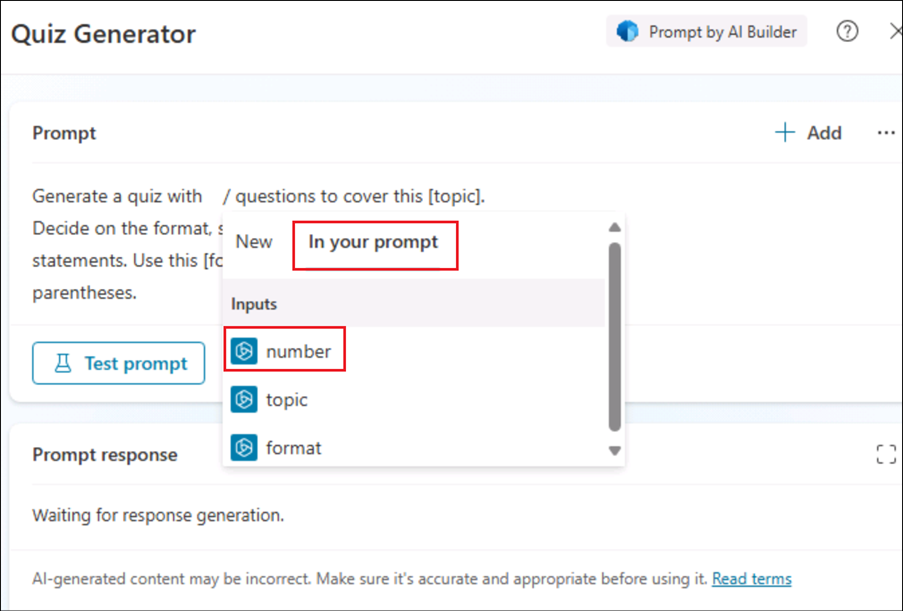 Quiz Generator
Prompt by AI Builder
Prompt
Add
Generate a quiz with / questions to cover this [topic].
Decide on the format, s
statements. Use this [fo
parentheses.
New
In your prompt
Inputs
number
topic
format
Test prompt
Prompt response
Waiting for response generation.
AI-generated content may be incorrect. Make sure it's accurate and appropriate before using it. Read terms